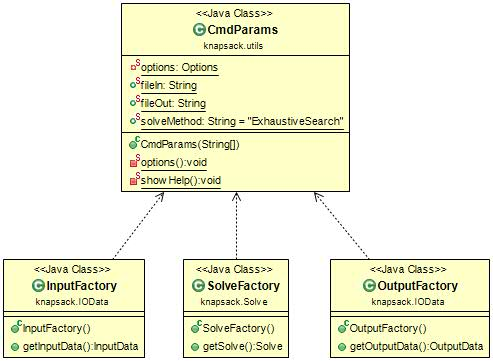 <<Java Class>>
CmdParams
knapsack.utils
options: Options
fileIn: String
fileOut: String
solveMethod: String = "ExhaustiveSearch"
CmdParams(String[])
options():void
showHelp():void
<<Java Class>>
InputFactory
knapsack.IOData
InputFactory()
getInputData():InputData
<<Java Class>>
SolveFactory
knapsack.Solve
SolveFactory()
getSolve():Solve
<<Java Class>>
OutputFactory
knapsack.IOData
OutputFactory()
getOutputData():OutputData